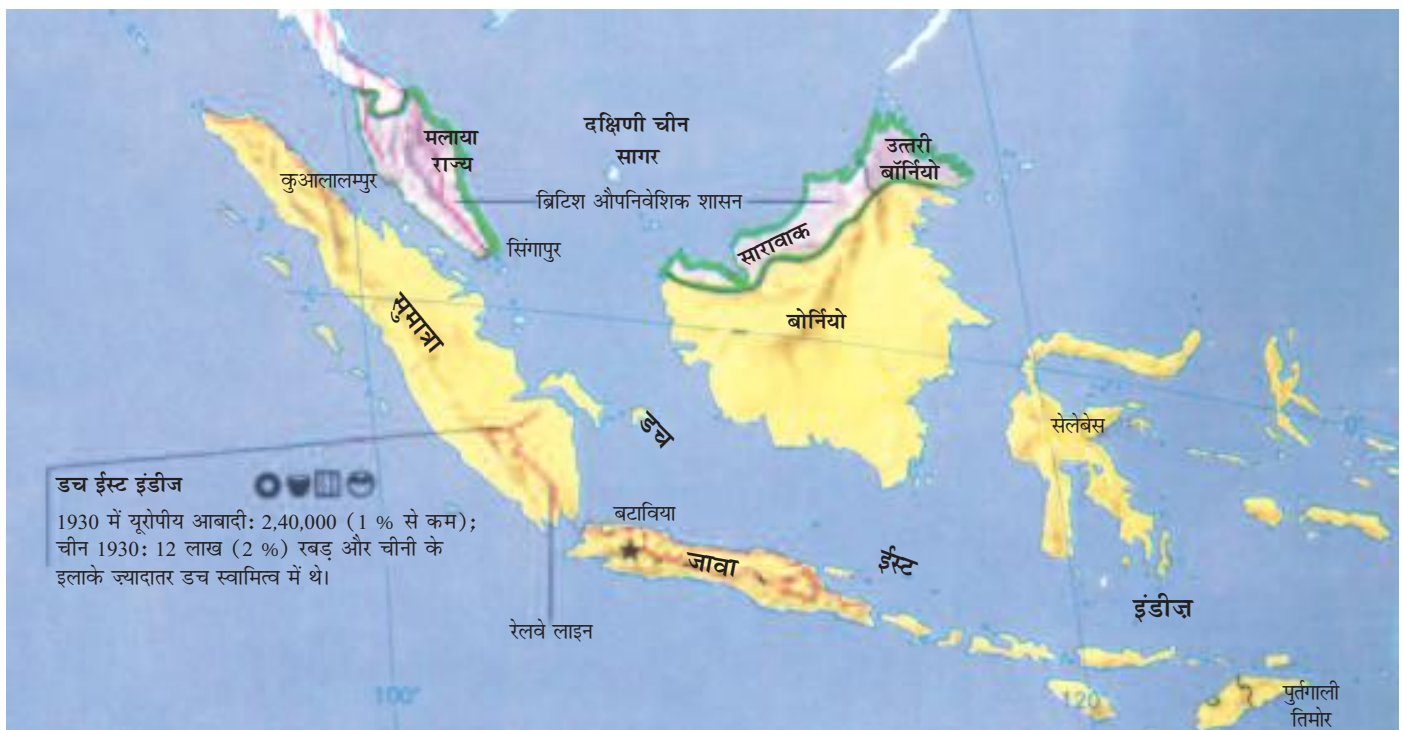 दक्षिणी चीन
सागर
मलाया
राज्य
उत्तरी
बॉर्नियो
कुआलालम्पुर
ब्रिटिश औपनिवेशिक शासन
सारावाक
सिंगापुर
सुमात्रा
बोर्नियो
डच
सेलेबेस
डच ईस्ट इंडीज
1930 में यूरोपीय आबादी: 2,40,000 (1 % से कम);
चीन 1930: 12 लाख (2 %) रबड़ और चीनी के
इलाके ज़्यादातर डच स्वामित्व में थे।
बटाविया
जावा
ईस्ट
इंडीज़
रेलवे लाइन
पुर्तगाली
तिमोर
100°
120
0